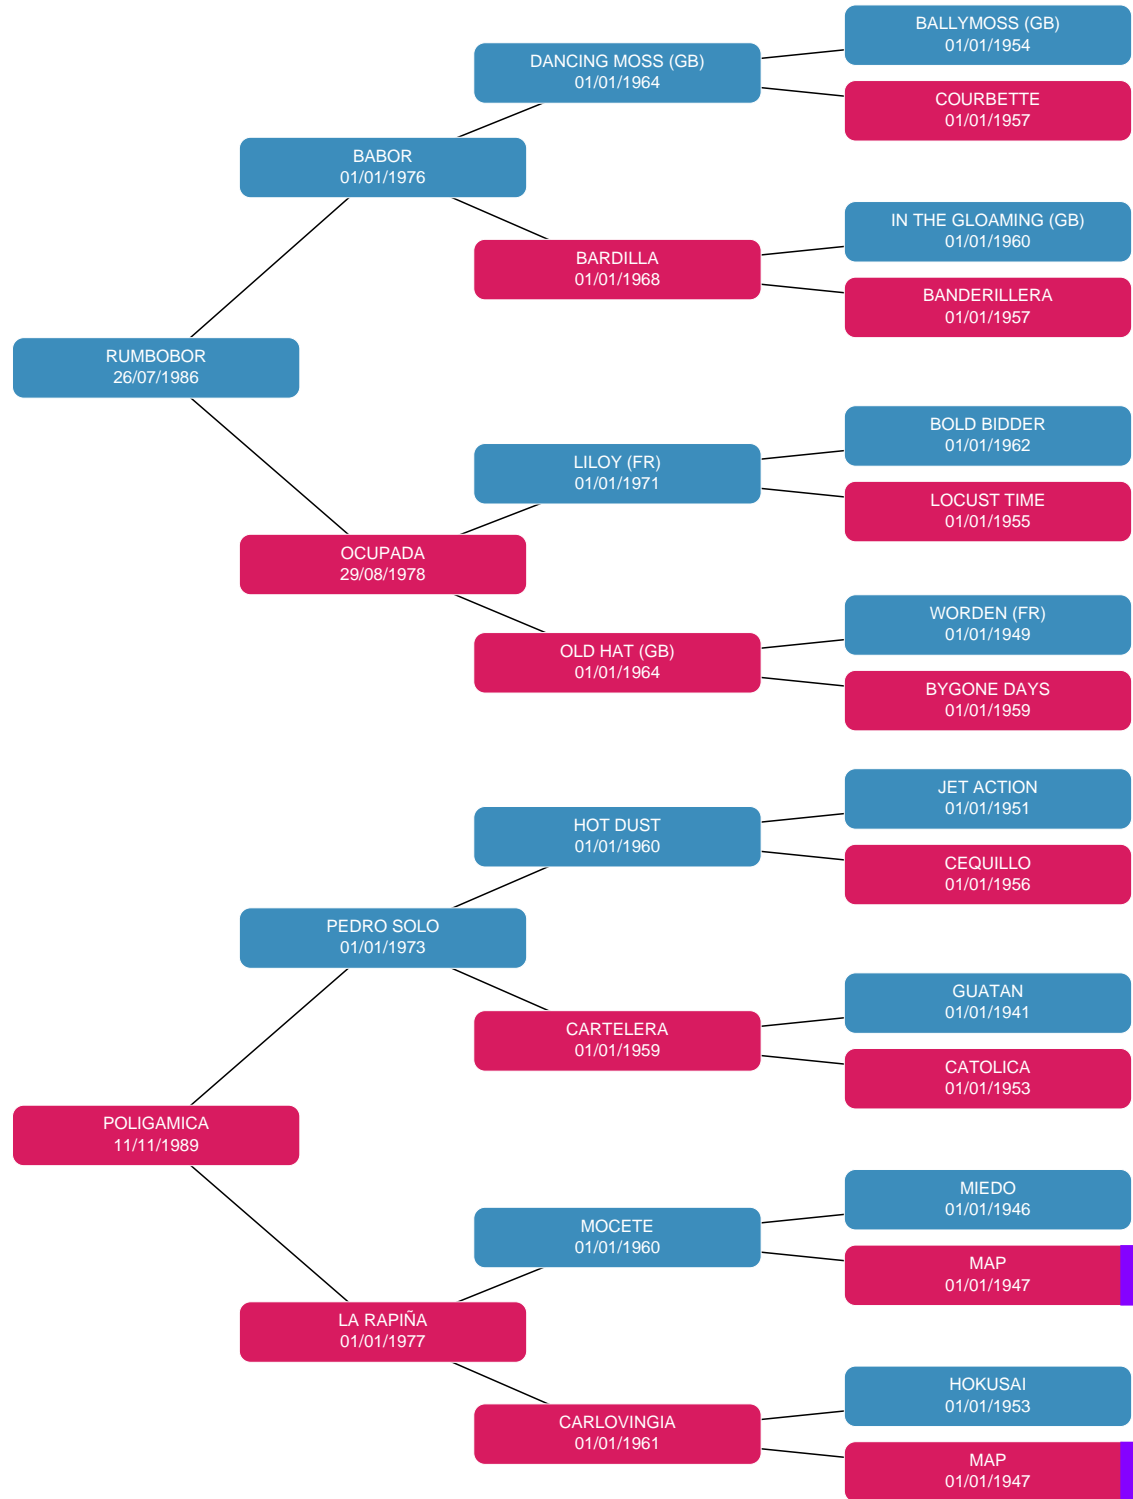 BALLYMOSS (GB)
01/01/1954
DANCING MOSS (GB)
01/01/1964
COURBETTE
01/01/1957
BABOR
01/01/1976
IN THE GLOAMING (GB)
01/01/1960
BARDILLA
01/01/1968
BANDERILLERA
01/01/1957
RUMBOBOR
26/07/1986
BOLD BIDDER
01/01/1962
LILOY (FR)
01/01/1971
LOCUST TIME
01/01/1955
OCUPADA
29/08/1978
WORDEN (FR)
01/01/1949
OLD HAT (GB)
01/01/1964
BYGONE DAYS
01/01/1959
JET ACTION
01/01/1951
HOT DUST
01/01/1960
CEQUILLO
01/01/1956
PEDRO SOLO
01/01/1973
GUATAN
01/01/1941
CARTELERA
01/01/1959
CATOLICA
01/01/1953
POLIGAMICA
11/11/1989
MIEDO
01/01/1946
MOCETE
01/01/1960
MAP
01/01/1947
LA RAPIÑA
01/01/1977
HOKUSAI
01/01/1953
CARLOVINGIA
01/01/1961
MAP
01/01/1947